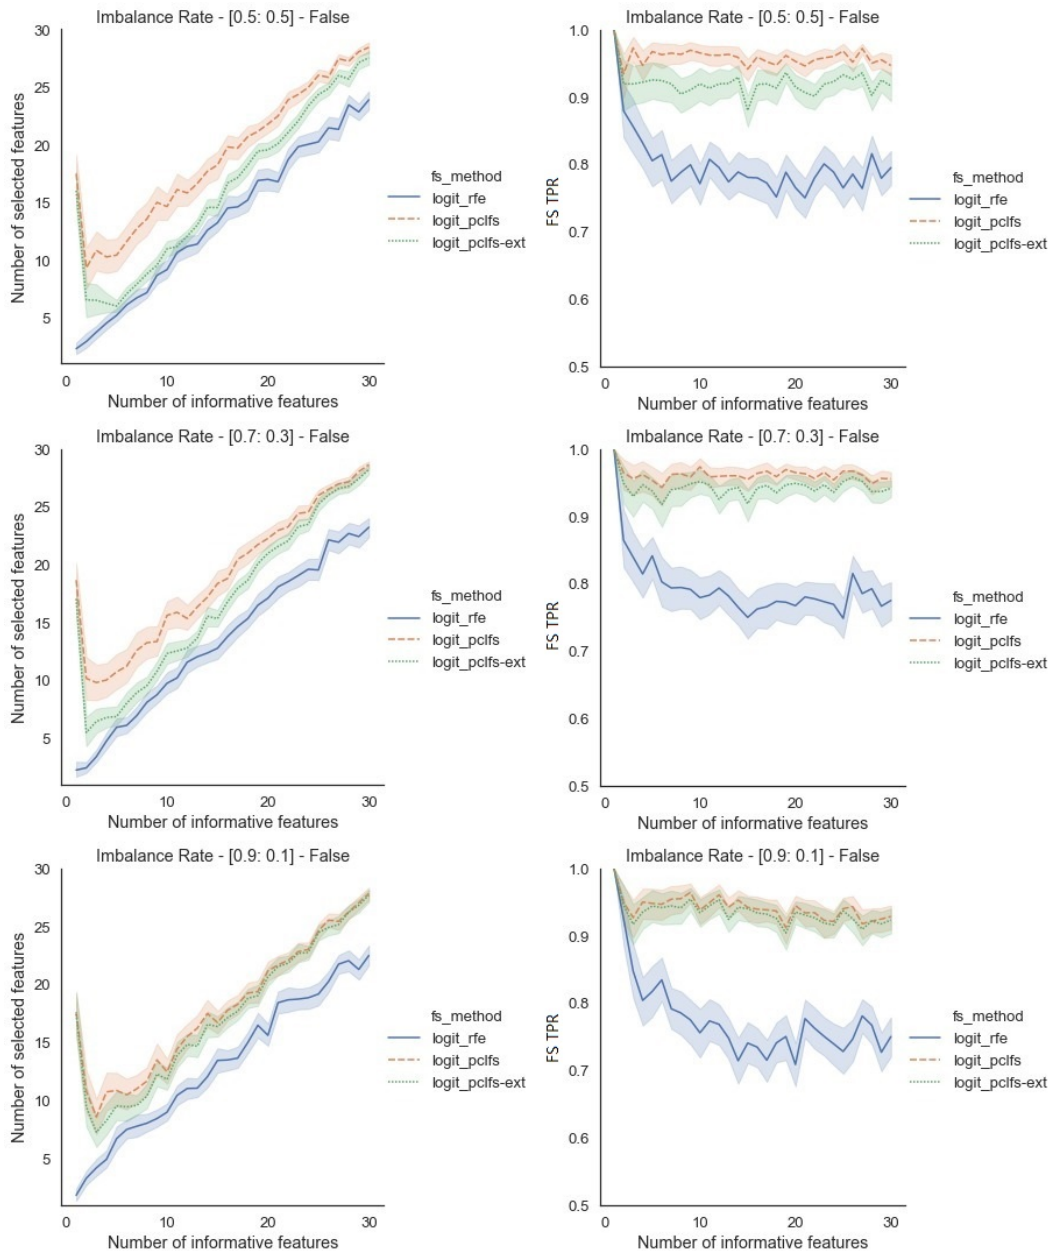 Imbalance Rate - [0.5: 0.5] - False
30
25
20
15
10
5
Number of selected features
0 10 20 30
Number of informative features
fs_method
logit_rfe
logit_pclfs
logit_pclfs-ext
Imbalance Rate - [0.5: 0.5] - False
1.0
0.9
0.8
0.7
0.6
0.5
FS TPR
0 10 20 30
Number of informative features
fs_method
logit_rfe
logit_pclfs
logit_pclfs-ext
Imbalance Rate - [0.7: 0.3] - False
30
25
20
15
10
5
Number of selected features
0 10 20 30
Number of informative features
fs_method
logit_rfe
logit_pclfs
logit_pclfs-ext
Imbalance Rate - [0.7: 0.3] - False
1.0
0.9
0.8
0.7
0.6
0.5
FS TPR
0 10 20 30
Number of informative features
fs_method
logit_rfe
logit_pclfs
logit_pclfs-ext
Imbalance Rate - [0.9: 0.1] - False
30
25
20
15
10
5
Number of selected features
0 10 20 30
Number of informative features
fs_method
logit_rfe
logit_pclfs
logit_pclfs-ext
Imbalance Rate - [0.9: 0.1] - False
1.0
0.9
0.8
0.7
0.6
0.5
FS TPR
0 10 20 30
Number of informative features
fs_method
logit_rfe
logit_pclfs
logit_pclfs-ext